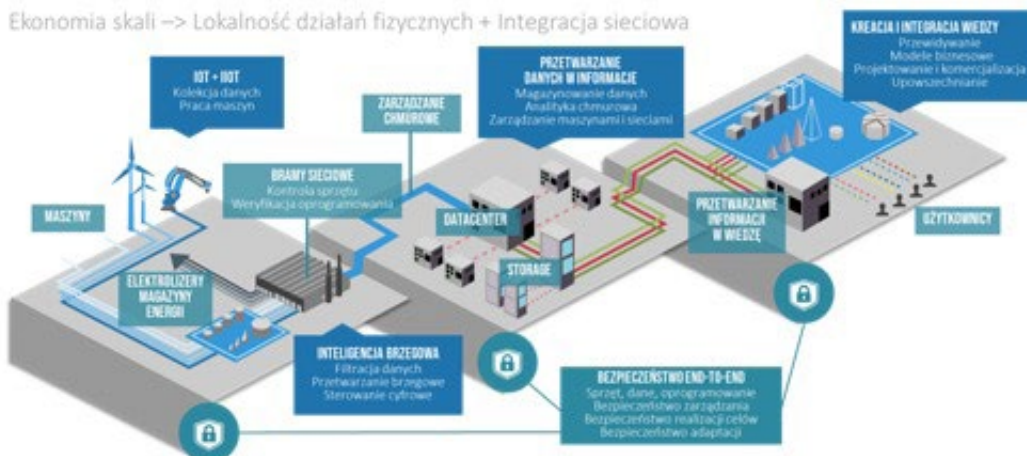 Ekonomia skali –> Lokalność działań fizycznych + Integracja sieciowa
IOT + IIOT
Kolekcja danych
Praca maszyn
ZARZĄDZANIE
CHMUROWE
PRZETWARZANIE
DANYCH W INFORMACJE
Magazynowanie danych
Analityka chmurowa
Zarządzanie maszynami i sieciami
KREACJA I INTEGRACJA WIEDZY
Przewidywanie
Modele biznesowe
Projektowanie i komercjalizacja
Upowszechnianie
MASZYNY
BRAMY SIECIOWE
Kontrola sprzętu
Weryfikacja oprogramowania
DATACENTER
STORAGE
PRZETWARZANIE
INFORMACJI
W WIEDZĘ
UŻYTKOWNICY
ELEKTROLIZERY
MAGAZYNY
ENERGII
INTELIGENCJA BRZEGOWA
Filtracja danych
Przetwarzanie brzegowe
Sterowanie cyfrowe
BEZPIECZEŃSTWO END-TO-END
Sprzęt, dane, oprogramowanie
Bezpieczeństwo zarządzania
Bezpieczeństwo realizacji celów
Bezpieczeństwo adaptacji